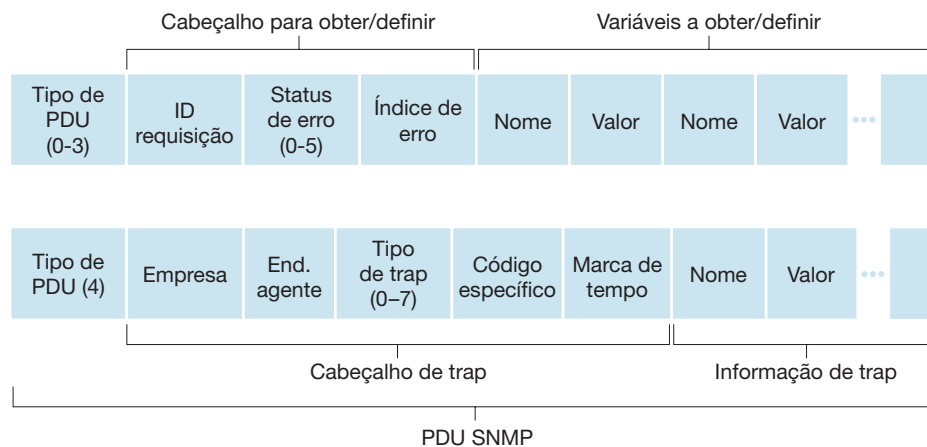 Cabeçalho para obter/definir
Variáveis a obter/definir
Tipo de
PDU
(0-3)
ID
requisição
Status
de erro
(0-5)
Índice de
erro
Nome
Valor
Nome
Valor
Tipo de
PDU (4)
Empresa
End.
agente
Tipo
de trap
(0–7)
Código
específico
Marca de
tempo
Nome
Valor
Cabeçalho de trap
Informação de trap
PDU SNMP